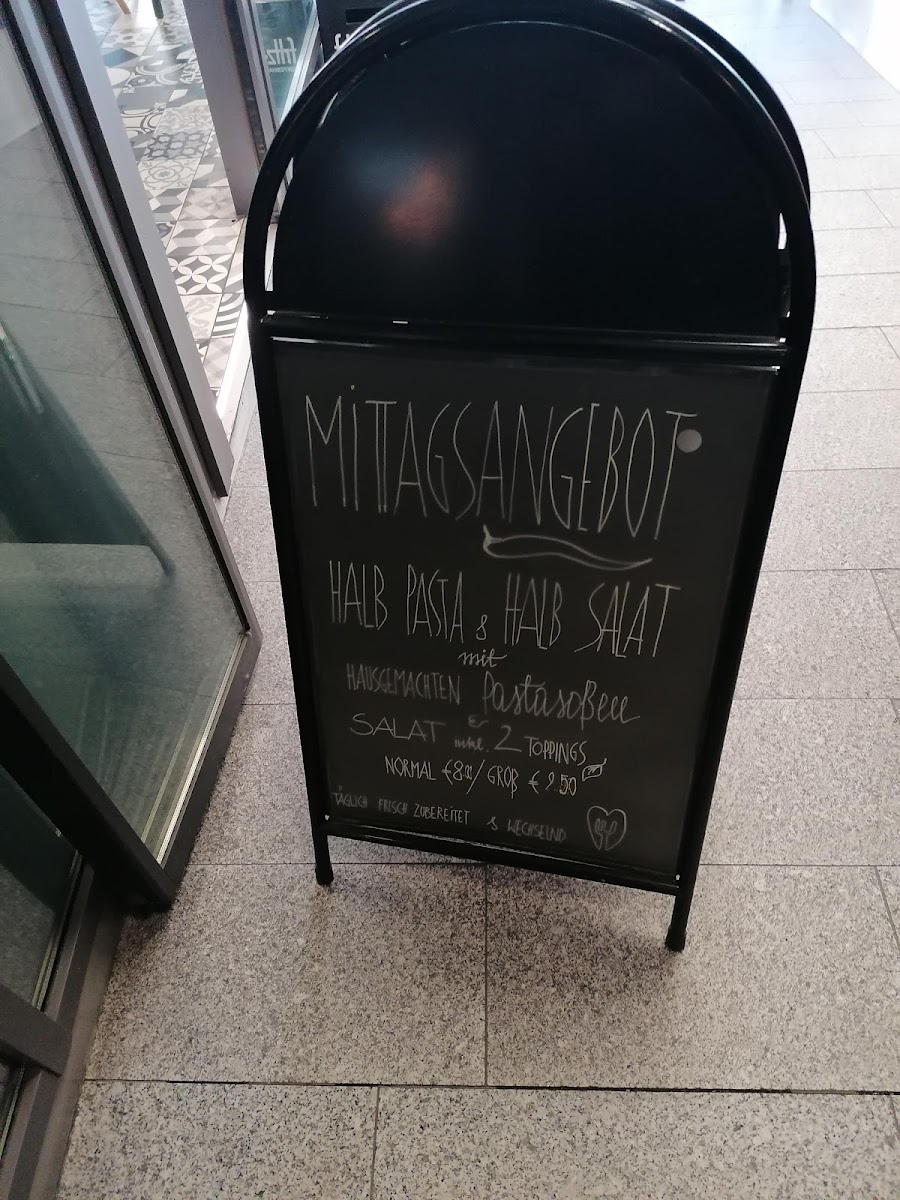 MITTAGSANGEBOT
HALB PASTA & HALB SALAT
mit
HAUSGEMACHTEN Pastasoßen
&
SALAT inkl. 2 TOPPINGS
NORMAL €8.00/GROß €9.50
TÄGLICH FRISCH ZUBEREITET & WECHSELND